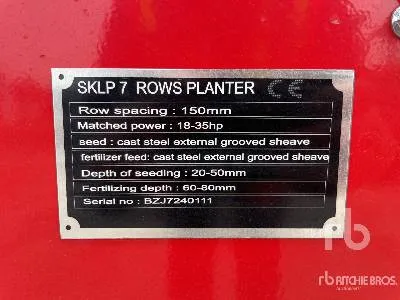 SKLP 7 ROWS PLANTER CE
Row spacing : 150mm
Matched power : 18-35hp
seed : cast steel external grooved sheave
fertilizer feed: cast steel external grooved sheave
Depth of seeding : 20-50mm
Fertilizing depth : 60-80mm
Serial no : BZJ7240111
rb
rb RITCHIE BROS.